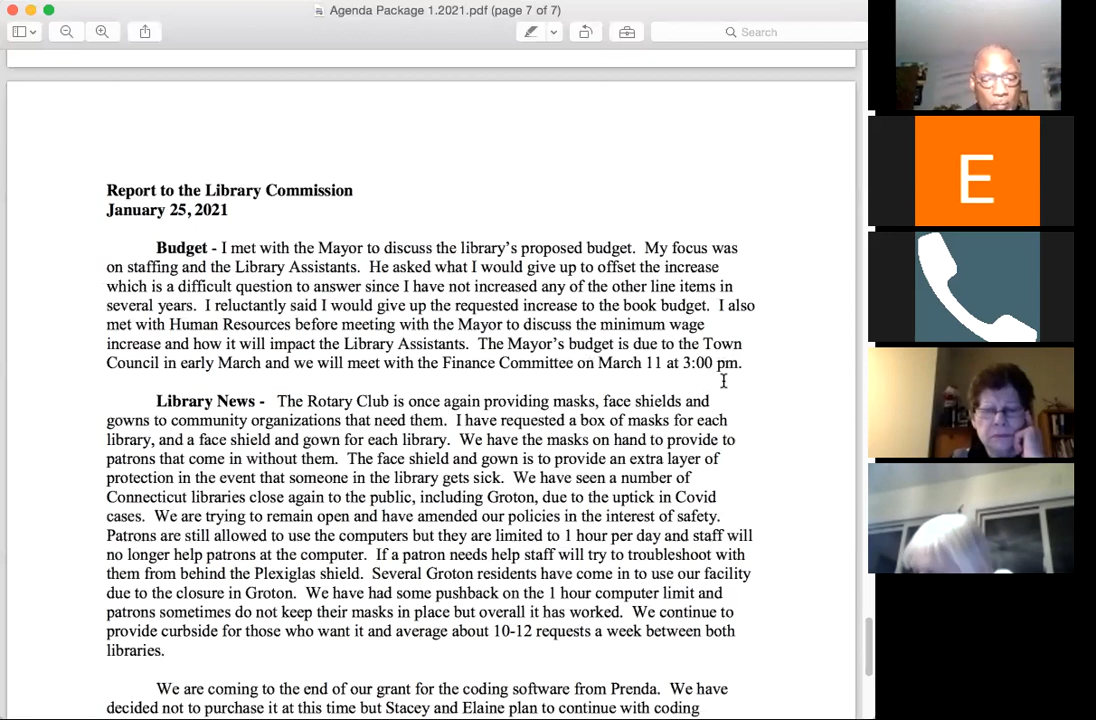 Agenda Package 1.2021.pdf (page 7 of 7)
Search
Report to the Library Commission
January 25, 2021
Budget - I met with the Mayor to discuss the library's proposed budget. My focus was
on staffing and the Library Assistants. He asked what I would give up to offset the increase
which is a difficult question to answer since I have not increased any of the other line items in
several years. I reluctantly said I would give up the requested increase to the book budget. I also
met with Human Resources before meeting with the Mayor to discuss the minimum wage
increase and how it will impact the Library Assistants. The Mayor's budget is due to the Town
Council in early March and we will meet with the Finance Committee on March 11 at 3:00 pm.
Library News - The Rotary Club is once again providing masks, face shields and
gowns to community organizations that need them. I have requested a box of masks for each
library, and a face shield and gown for each library. We have the masks on hand to provide to
patrons that come in without them. The face shield and gown is to provide an extra layer of
protection in the event that someone in the library gets sick. We have seen a number of
Connecticut libraries close again to the public, including Groton, due to the uptick in Covid
cases. We are trying to remain open and have amended our policies in the interest of safety.
Patrons are still allowed to use the computers but they are limited to 1 hour per day and staff will
no longer help patrons at the computer. If a patron needs help staff will try to troubleshoot with
them from behind the Plexiglas shield. Several Groton residents have come in to use our facility
due to the closure in Groton. We have had some pushback on the 1 hour computer limit and
patrons sometimes do not keep their masks in place but overall it has worked. We continue to
provide curbside for those who want it and average about 10-12 requests a week between both
libraries.
We are coming to the end of our grant for the coding software from Prenda. We have
decided not to purchase it at this time but Stacey and Elaine plan to continue with coding
E